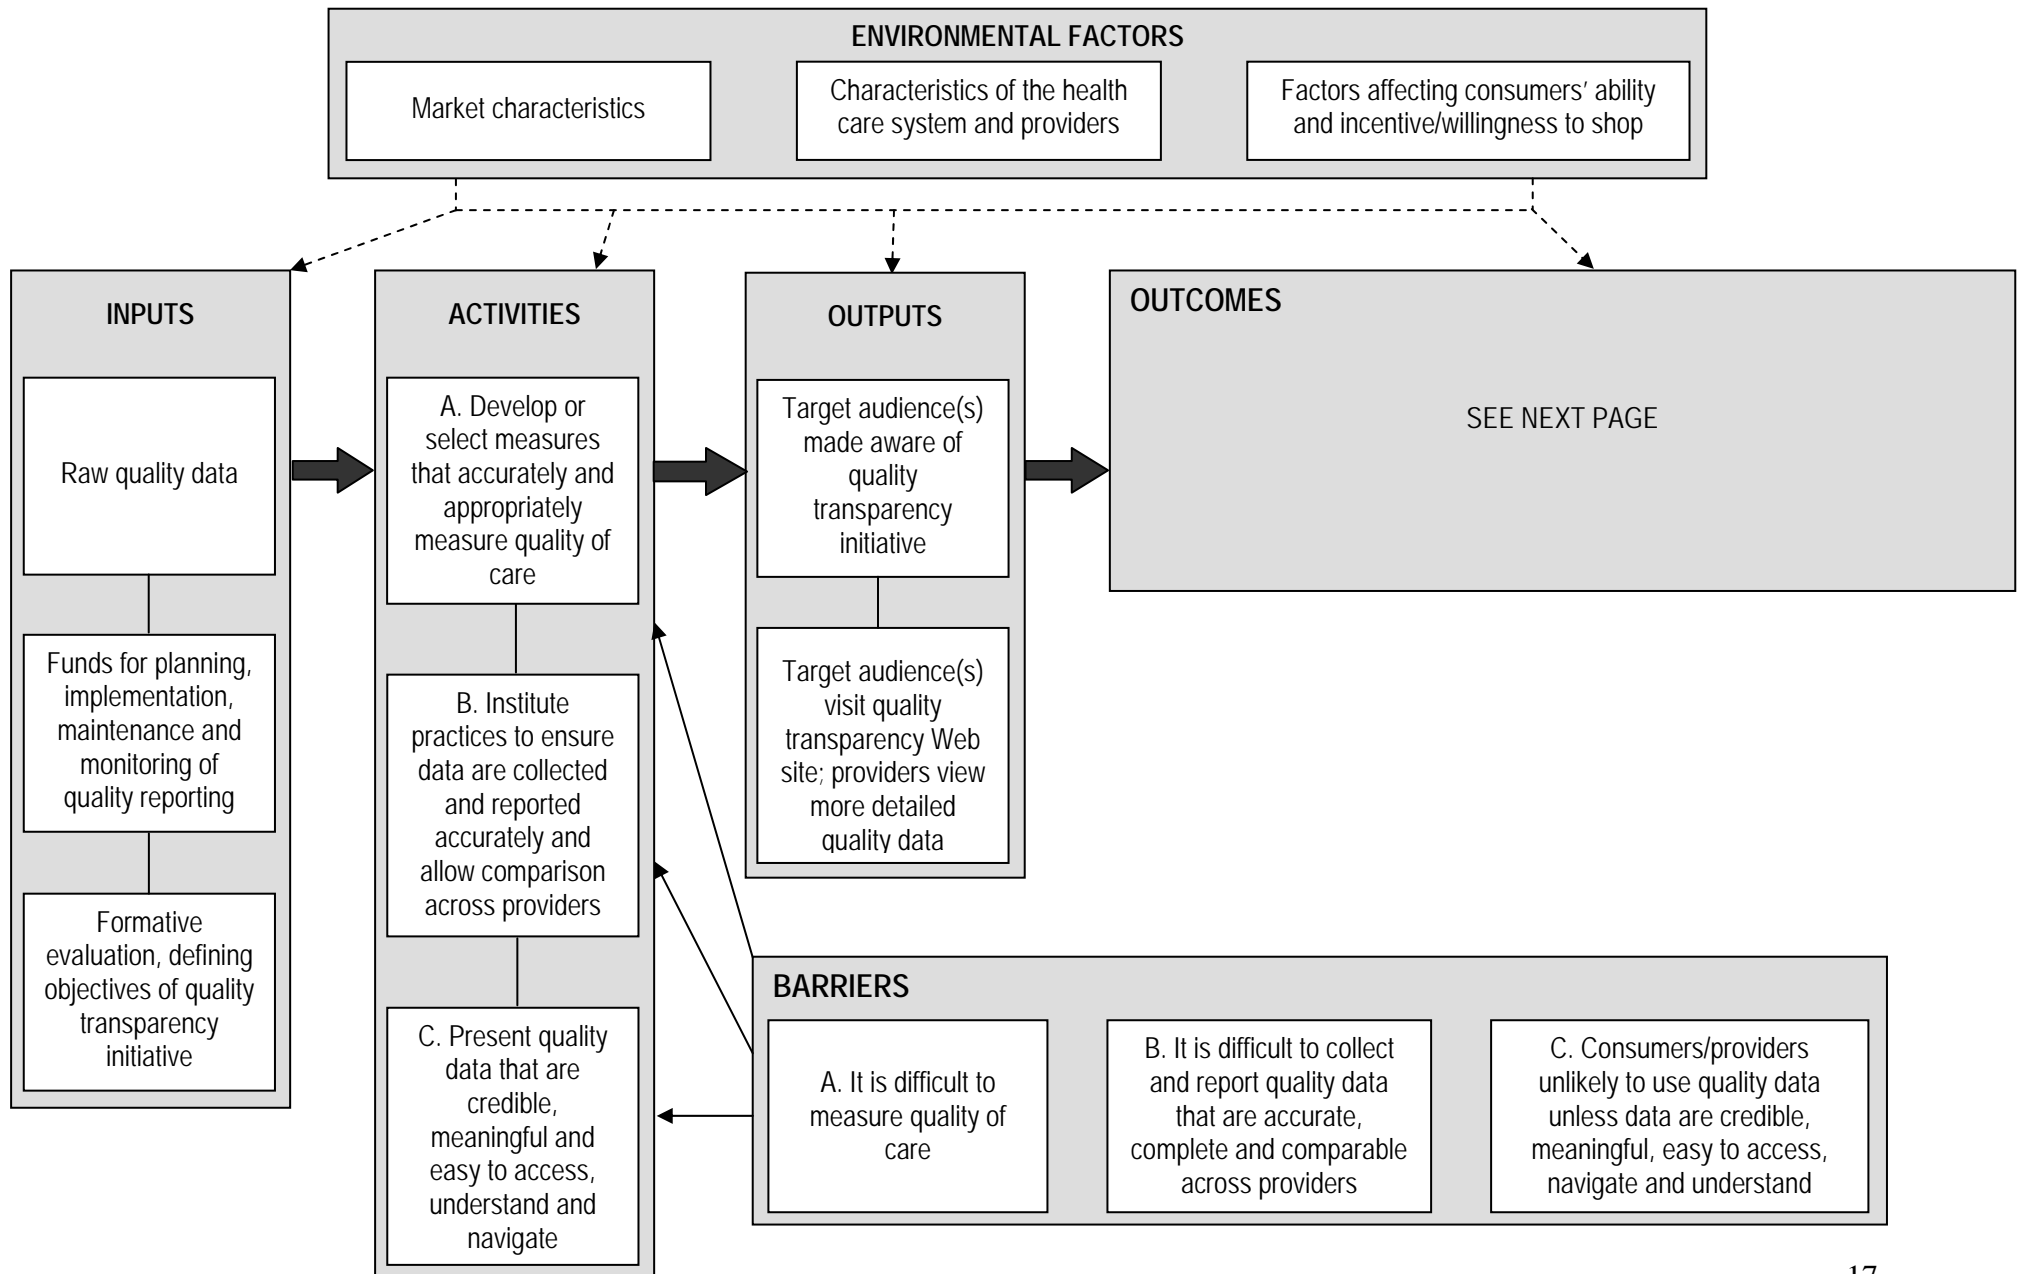 ENVIRONMENTAL FACTORS
Market characteristics
Characteristics of the health
care system and providers
Factors affecting consumers’ ability
and incentive/willingness to shop
INPUTS
Raw quality data
Funds for planning,
implementation,
maintenance and
monitoring of
quality reporting
Formative
evaluation, defining
objectives of quality
transparency
initiative
ACTIVITIES
A. Develop or
select measures
that accurately and
appropriately
measure quality of
care
B. Institute
practices to ensure
data are collected
and reported
accurately and
allow comparison
across providers
C. Present quality
data that are
credible,
meaningful and
easy to access,
understand and
navigate
OUTPUTS
Target audience(s)
made aware of
quality
transparency
initiative
Target audience(s)
visit quality
transparency Web
site; providers view
more detailed
quality data
OUTCOMES
SEE NEXT PAGE
BARRIERS
A. It is difficult to
measure quality of
care
B. It is difficult to collect
and report quality data
that are accurate,
complete and comparable
across providers
C. Consumers/providers
unlikely to use quality data
unless data are credible,
meaningful, easy to access,
navigate and understand
17